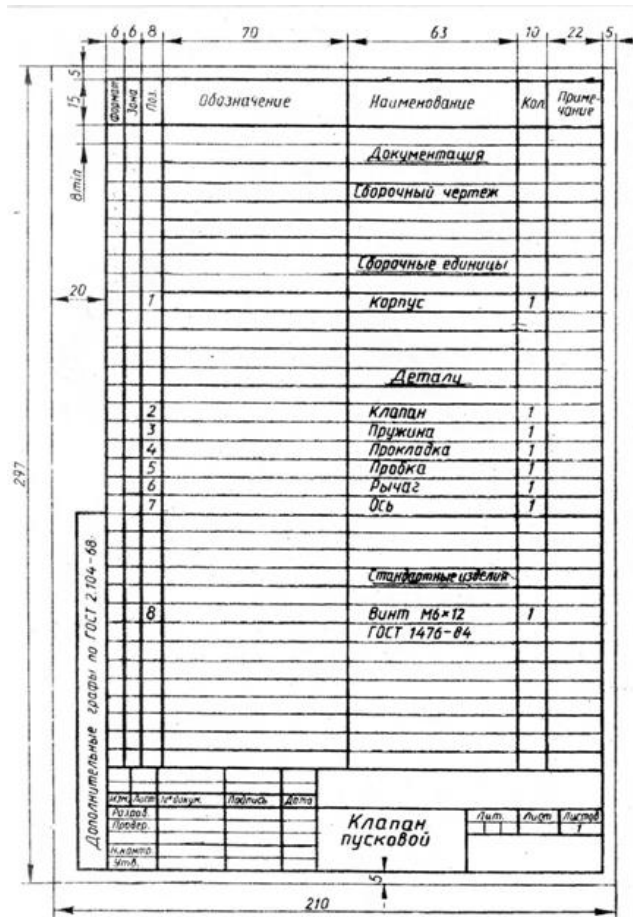 6 6 8 70 63 10 22 5
5
15
8min
Формат
Зона
Поз.
Обозначение
Наименование
Кол.
Приме-
чание
Документация
Сборочный чертеж
Сборочные единицы
20
1 Корпус 1
Детали
2 Клапан 1
3 Пружина 1
4 Прокладка 1
5 Пробка 1
6 Рычаг 1
7 Ось 1
297
Стандартные изделия
8 Винт М6×12 1
ГОСТ 1476-84
Дополнительные графы по ГОСТ 2.104-68.
Изм. Лист № докум. Подпись Дата
Разраб.
Провер.
Н.контр.
Утв.
Клапан
пусковой
Лит. Лист Листов
1
5
210